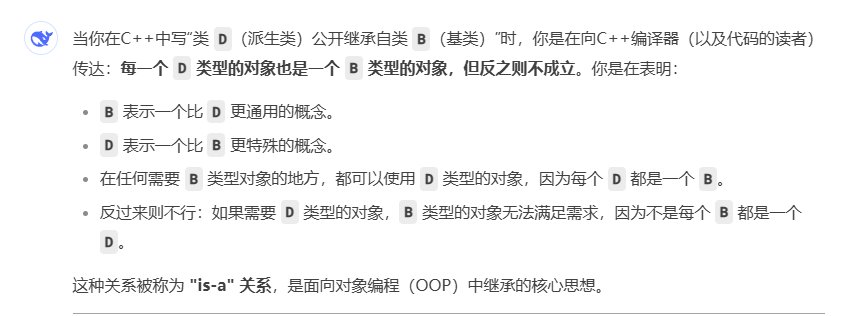 当你在C++中写"类 D（派生类）公开继承自类 B（基类）"时，你是在向C++编译器（以及代码的读者）
传达：每一个 D 类型的对象也是一个 B 类型的对象，但反之则不成立。你是在表明：
• B 表示一个比 D 更通用的概念。
• D 表示一个比 B 更特殊的概念。
• 在任何需要 B 类型对象的地方，都可以使用 D 类型的对象，因为每个 D 都是一个 B。
• 反过来则不行：如果需要 D 类型的对象，B 类型的对象无法满足需求，因为不是每个 B 都是一个
D。
这种关系被称为 "is-a" 关系，是面向对象编程（OOP）中继承的核心思想。